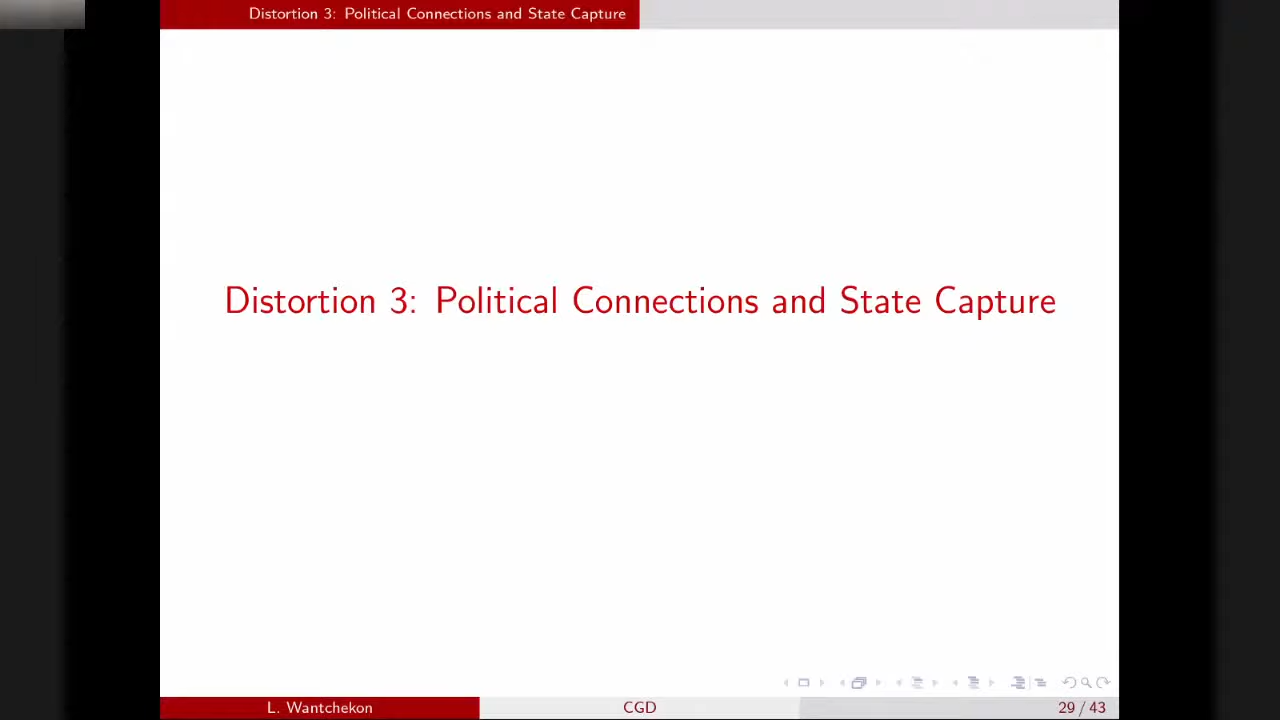 Distortion 3: Political Connections and State Capture
Distortion 3: Political Connections and State Capture
L. Wantchekon
CGD
29 / 43